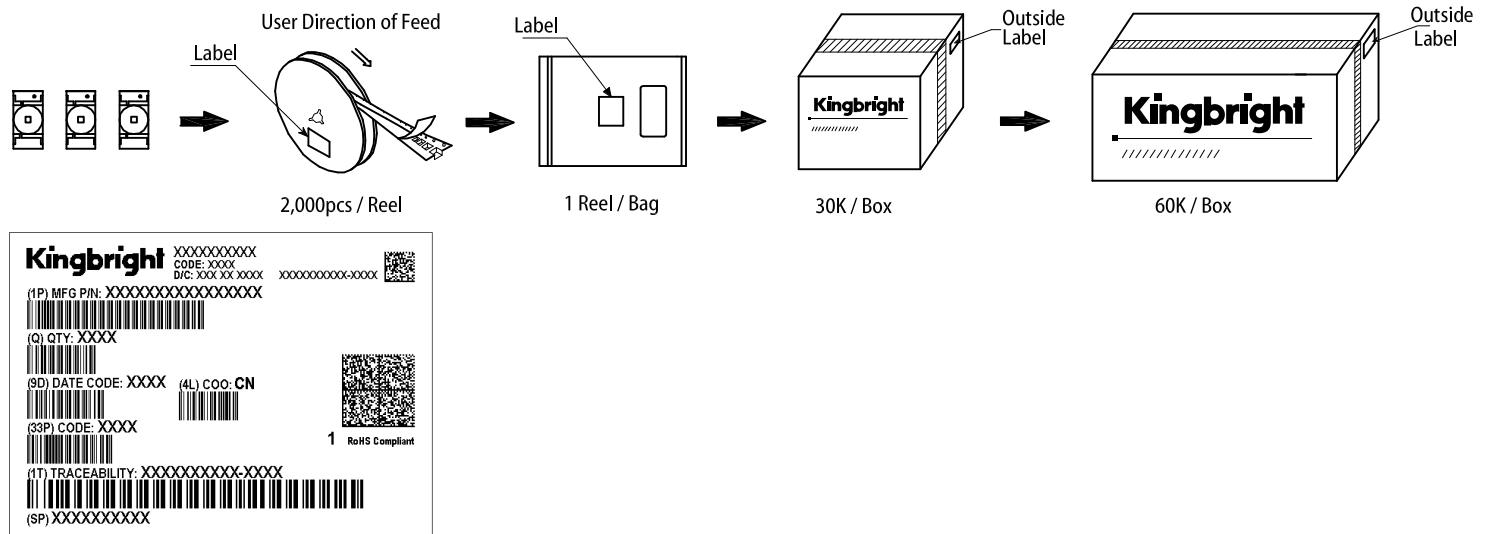 User Direction of Feed
Label
Label
Outside
Label
Outside
Label
Kingbright
Kingbright
2,000pcs / Reel
1 Reel / Bag
30K / Box
60K / Box
Kingbright
XXXXXXXXXX
CODE: XXXX
D/C: XXX XX XXXX
XXXXXXXXXX-XXXX
(1P) MFG P/N: XXXXXXXXXXXXXXXX
(Q) QTY: XXXX
(9D) DATE CODE: XXXX
(4L) COO: CN
(33P) CODE: XXXX
1
RoHS Compliant
(1T) TRACEABILITY: XXXXXXXXXX-XXXX
(SP) XXXXXXXXXX